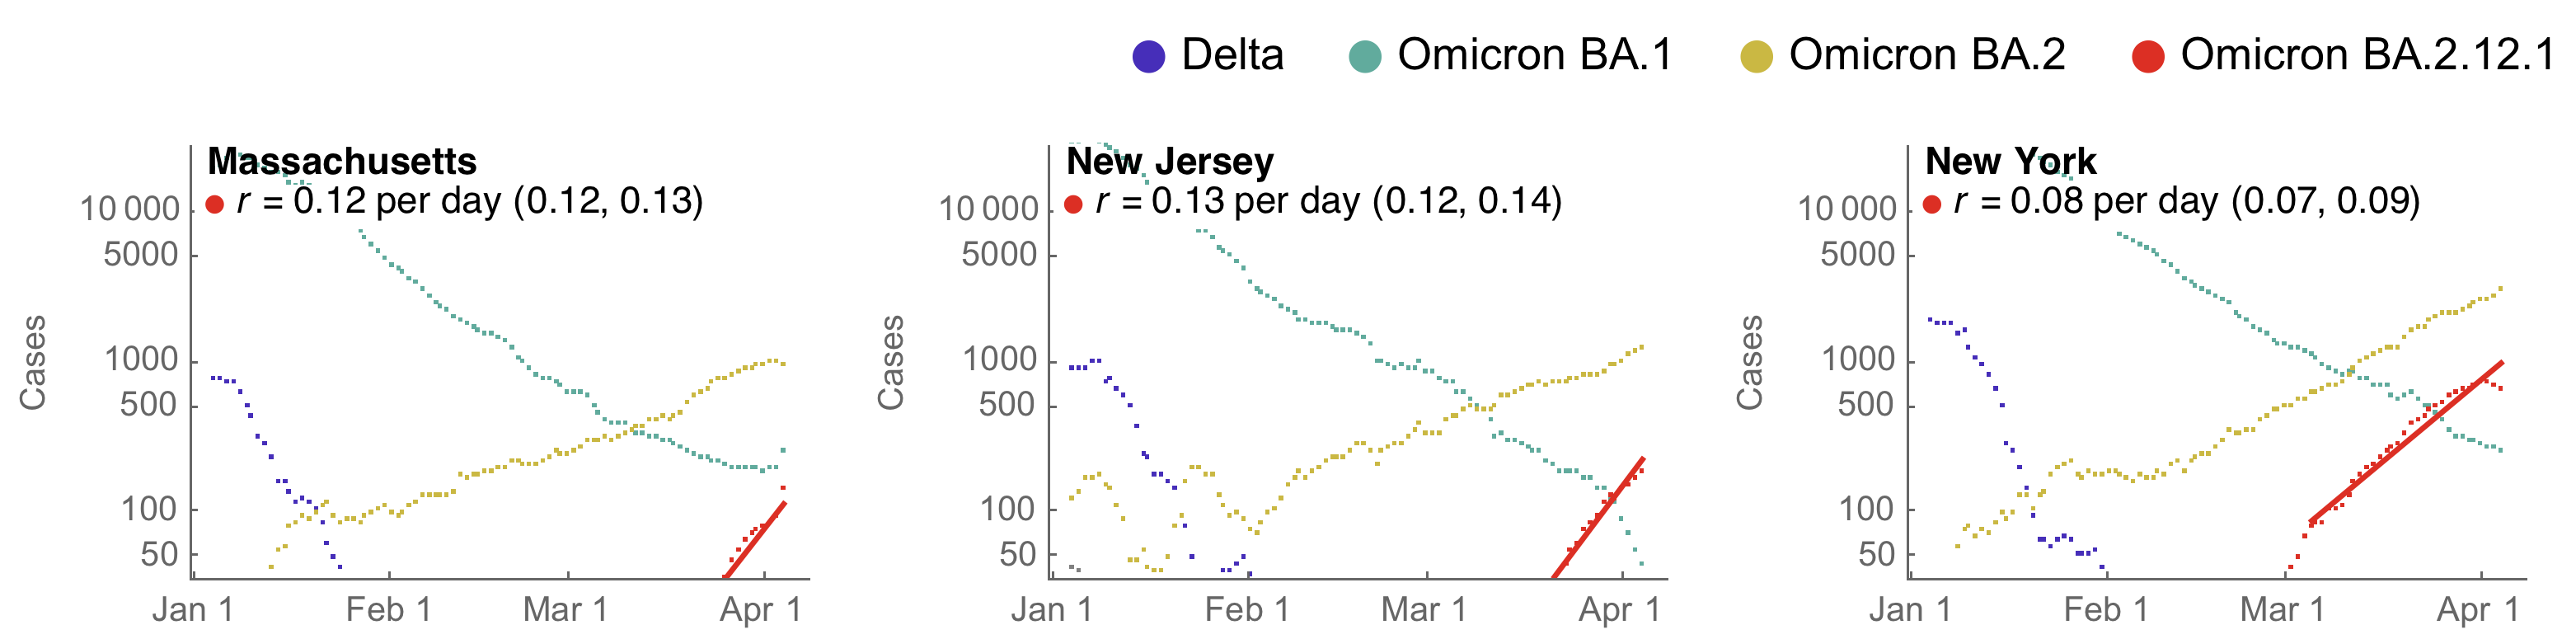 Delta Omicron BA.1 Omicron BA.2 Omicron BA.2.12.1
Massachusetts
r = 0.12 per day (0.12, 0.13)
10 000
5000
1000
500
100
50
Cases
Jan 1 Feb 1 Mar 1 Apr 1
New Jersey
r = 0.13 per day (0.12, 0.14)
10 000
5000
1000
500
100
50
Cases
Jan 1 Feb 1 Mar 1 Apr 1
New York
r = 0.08 per day (0.07, 0.09)
10 000
5000
1000
500
100
50
Cases
Jan 1 Feb 1 Mar 1 Apr 1